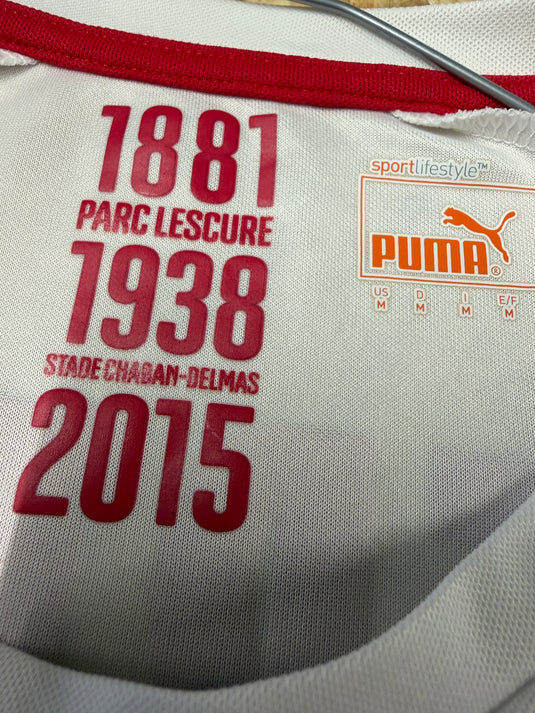 1881
PARC LESCURE
1938
STADE CHABAN-DELMAS
2015
sportlifestyle™
PUMA®
US D I E/F
M M M M